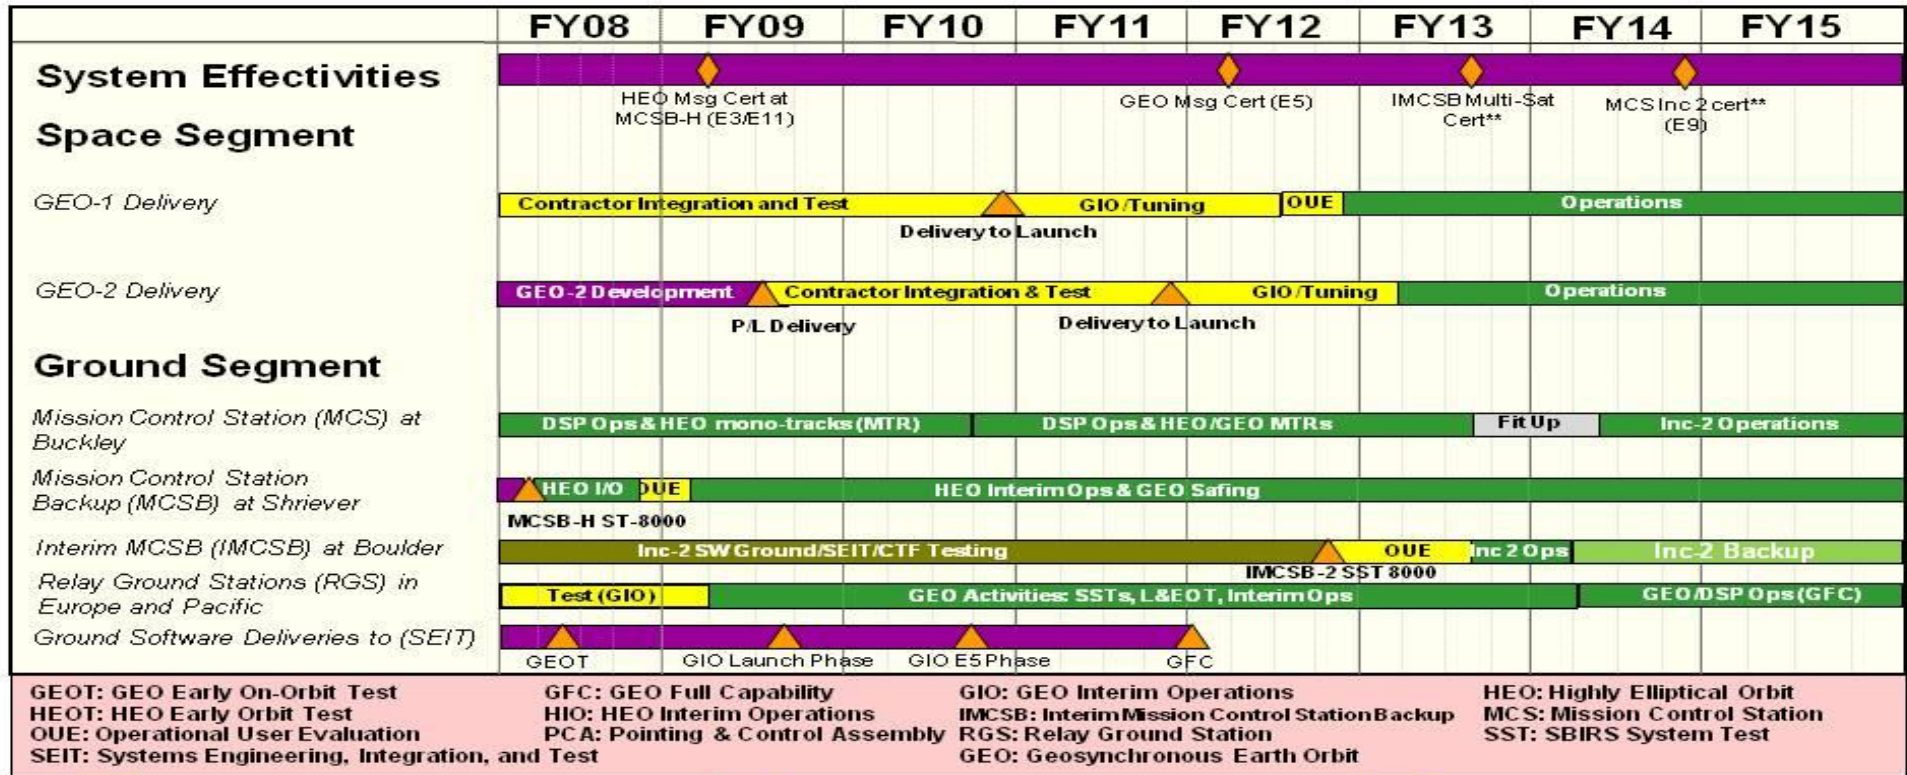 FY08 FY09 FY10 FY11 FY12 FY13 FY14 FY15
System Effectivities
HEO Msg Cert at
MCSB-H (E3/E11)
GEO Msg Cert (E5)
IMCSB Multi-Sat
Cert**
MCS Inc 2 cert**
(E9)
Space Segment
GEO-1 Delivery
Contractor Integration and Test
GIO/Tuning
OUE
Operations
Delivery to Launch
GEO-2 Delivery
GEO-2 Development
Contractor Integration & Test
GIO/Tuning
Operations
P/L Delivery
Delivery to Launch
Ground Segment
Mission Control Station (MCS) at
Buckley
DSP Ops & HEO mono-tracks (MTR)
DSP Ops & HEO/GEO MTRs
Fit Up
Inc-2 Operations
Mission Control Station
Backup (MCSB) at Shriever
HEO I/O
OUE
HEO Interim Ops & GEO Safing
MCSB-H ST-8000
Interim MCSB (IMCSB) at Boulder
Inc-2 SW Ground/SEIT/CTF Testing
OUE
Inc 2 Ops
Inc-2 Backup
IMCSB-2 SST 8000
Relay Ground Stations (RGS) in
Europe and Pacific
Test (GIO)
GEO Activities: SSTs, L&EOT, Interim Ops
GEO/DSP Ops (GFC)
Ground Software Deliveries to (SEIT)
GEOT
GIO Launch Phase
GIO E5 Phase
GFC
GEOT: GEO Early On-Orbit Test
HEOT: HEO Early Orbit Test
OUE: Operational User Evaluation
SEIT: Systems Engineering, Integration, and Test
GFC: GEO Full Capability
HIO: HEO Interim Operations
PCA: Pointing & Control Assembly
GIO: GEO Interim Operations
IMCSB: Interim Mission Control Station Backup
RGS: Relay Ground Station
GEO: Geosynchronous Earth Orbit
HEO: Highly Elliptical Orbit
MCS: Mission Control Station
SST: SBIRS System Test